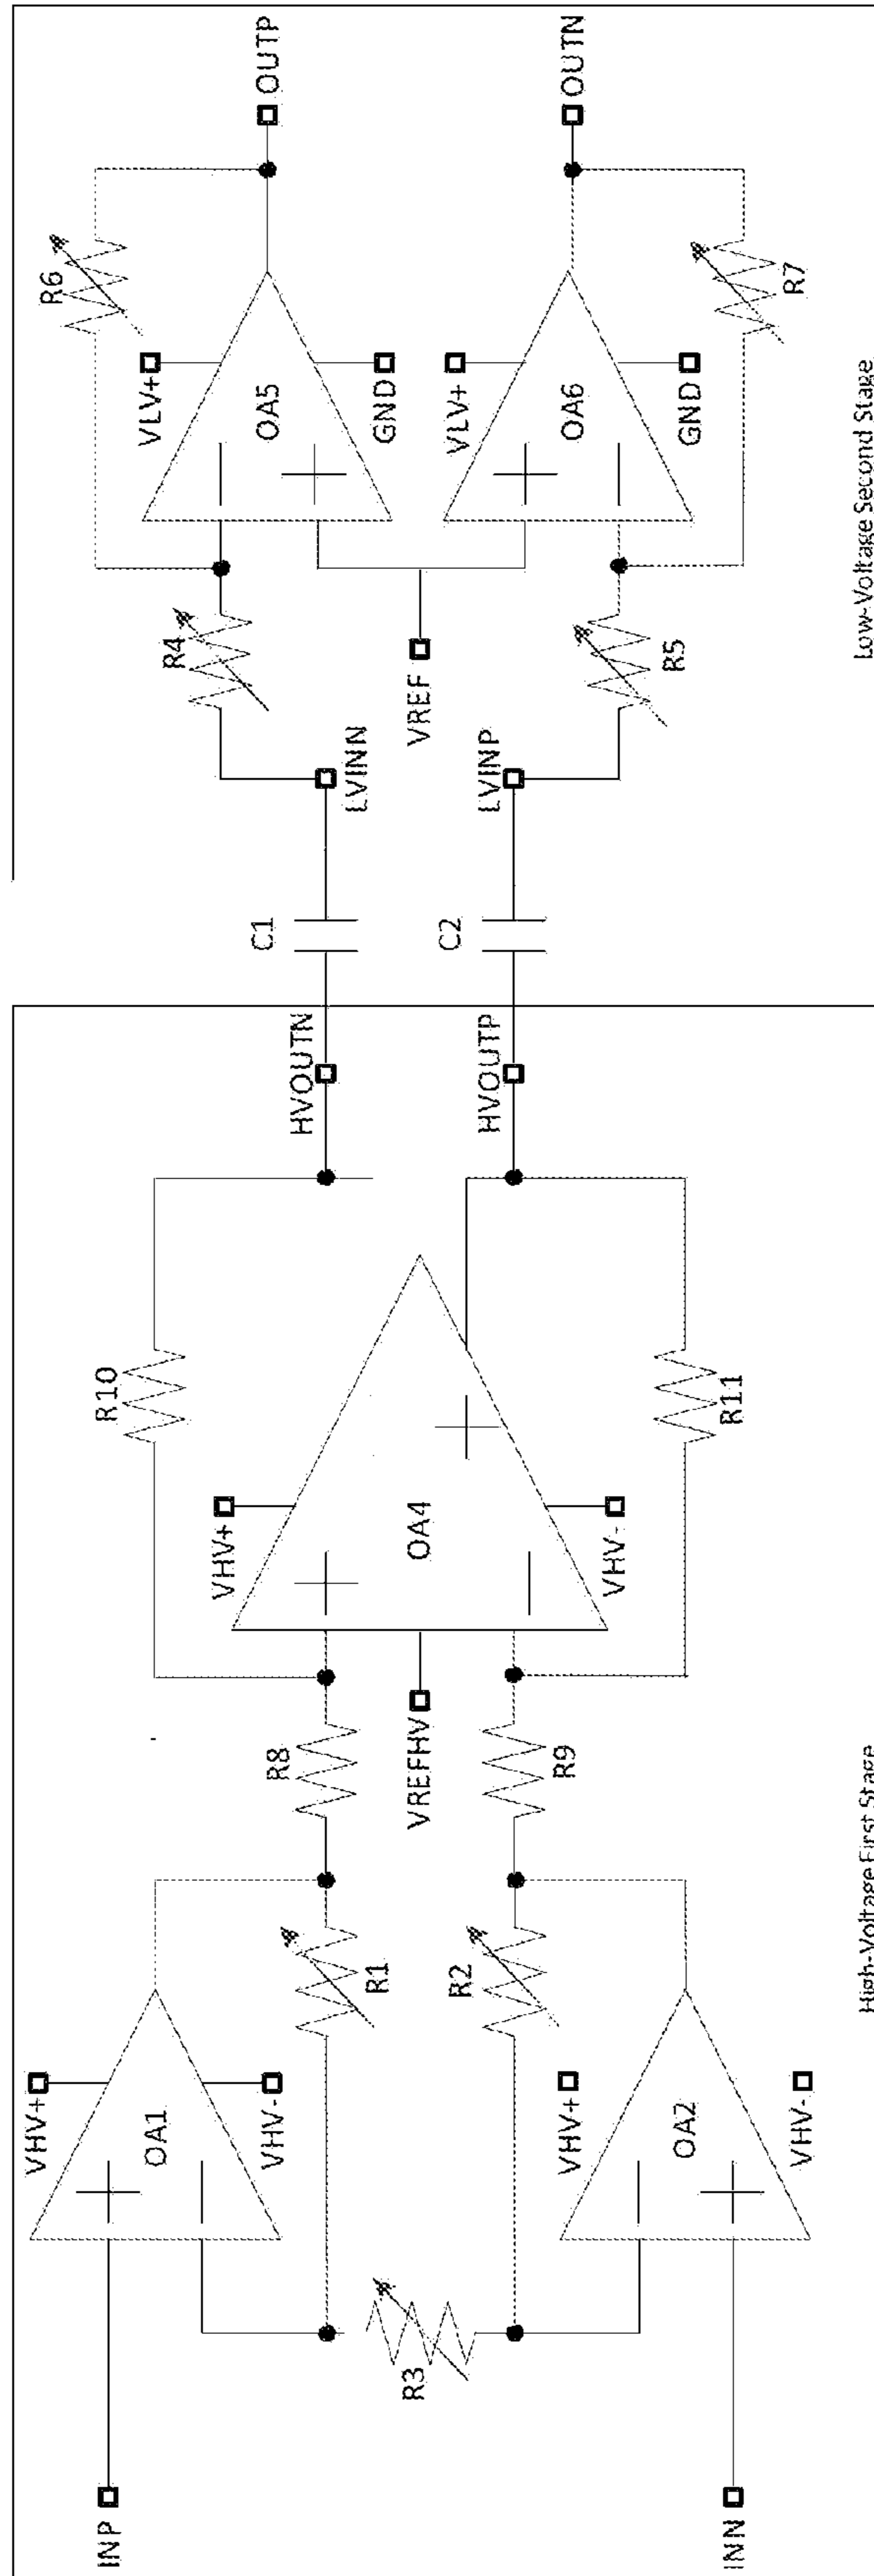 INP
INN
VHV+
OA1
VHV-
R3
R1
R2
VHV+
OA2
VHV-
R8
VREFHV
R9
R10
VHV+
OA4
VHV-
R11
HVOUTN
HVOUTP
High-Voltage First Stage
C1
C2
LVINN
LVINP
R4
VREF
R5
R6
VLV+
OA5
GND
VLV+
OA6
GND
R7
OUTP
OUTN
Low-Voltage Second Stage